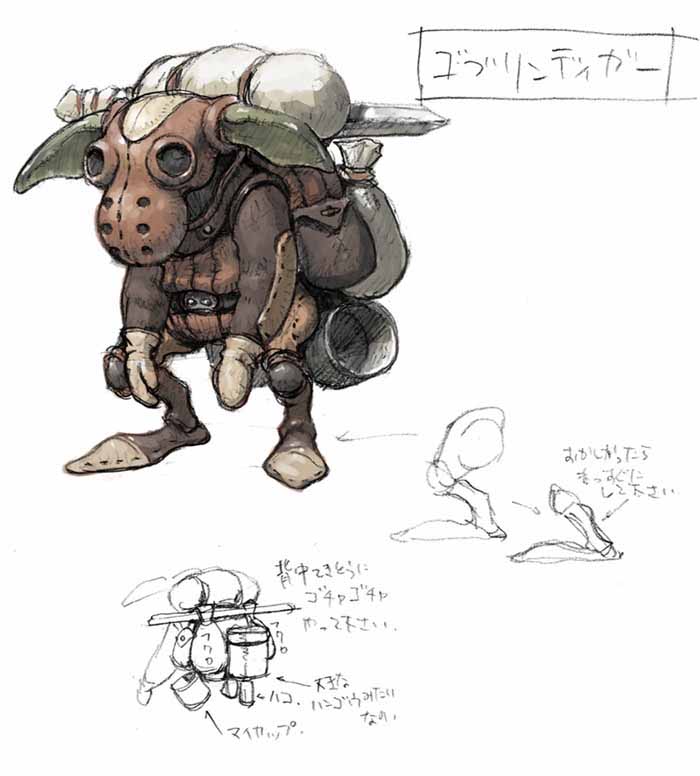 ゴブリンディガー
おかしかったら
まっすぐに
して下さい
背中てきとうに
ゴチャゴチャ
やって下さい.
フクロ
フクロ
大きな
ハンゴウみたい
なの
ハコ.
マイカップ.